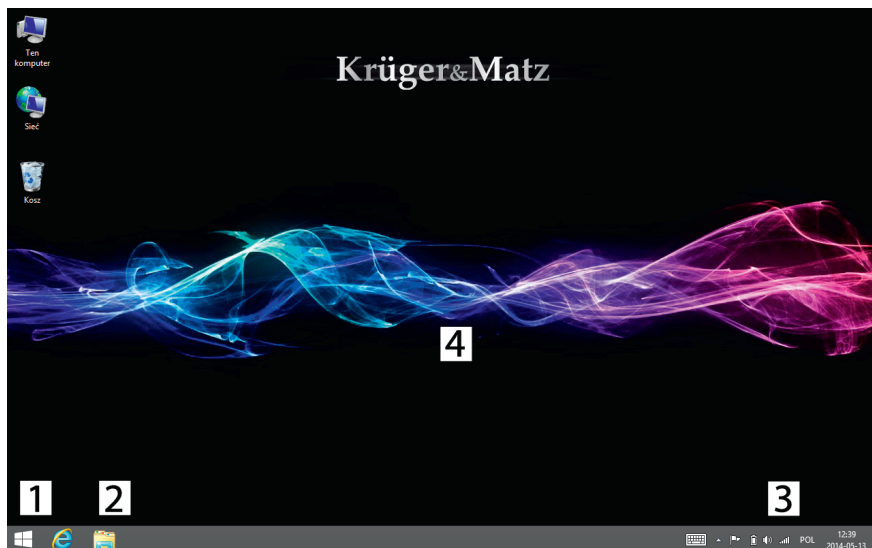 Ten
komputer
Krüger&Matz
Sieć
Kosz
4
1
2
3
POL
12:39
2014-05-13